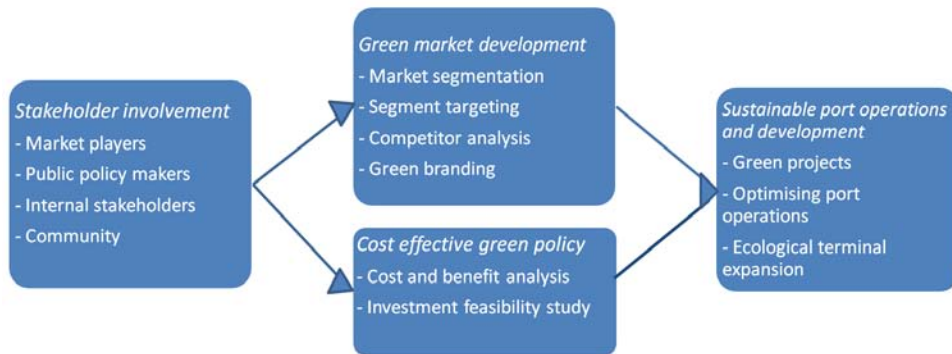 Stakeholder involvement
- Market players
- Public policy makers
- Internal stakeholders
- Community
Green market development
- Market segmentation
- Segment targeting
- Competitor analysis
- Green branding
Cost effective green policy
- Cost and benefit analysis
- Investment feasibility study
Sustainable port operations
and development
- Green projects
- Optimising port
operations
- Ecological terminal
expansion